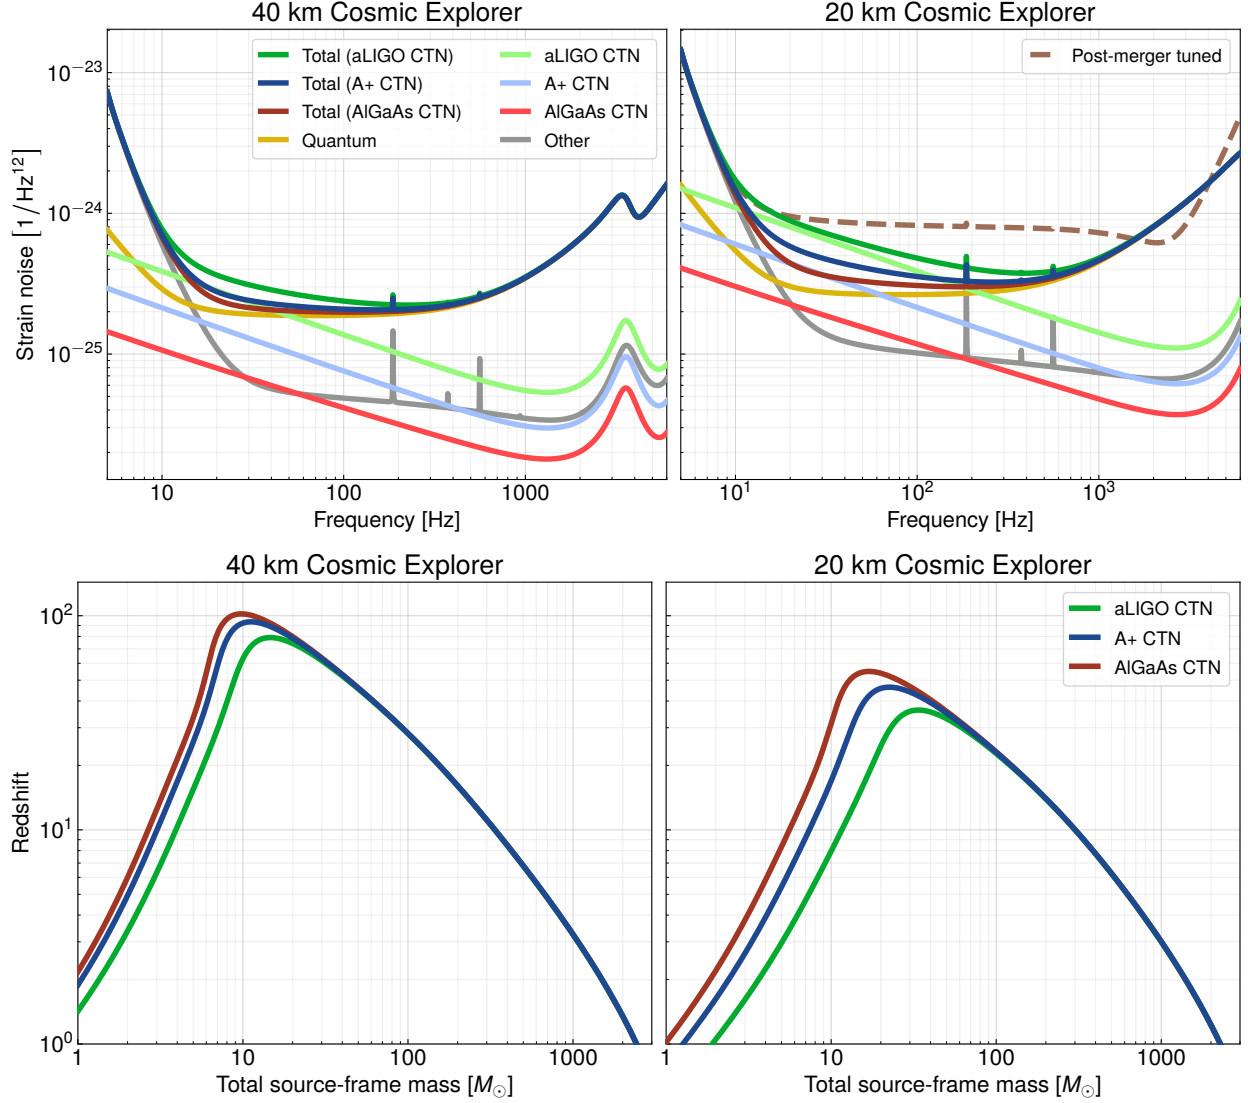 40 km Cosmic Explorer
20 km Cosmic Explorer
Total (aLIGO CTN)
Total (A+ CTN)
Total (AlGaAs CTN)
Quantum
aLIGO CTN
A+ CTN
AlGaAs CTN
Other
Post-merger tuned
Strain noise [1/Hz^12]
10^−23
10^−24
10^−25
10
100
1000
Frequency [Hz]
10^1
10^2
10^3
Frequency [Hz]
40 km Cosmic Explorer
20 km Cosmic Explorer
aLIGO CTN
A+ CTN
AlGaAs CTN
Redshift
10^2
10^1
10^0
1
10
100
1000
Total source-frame mass [M⊙]
1
10
100
1000
Total source-frame mass [M⊙]